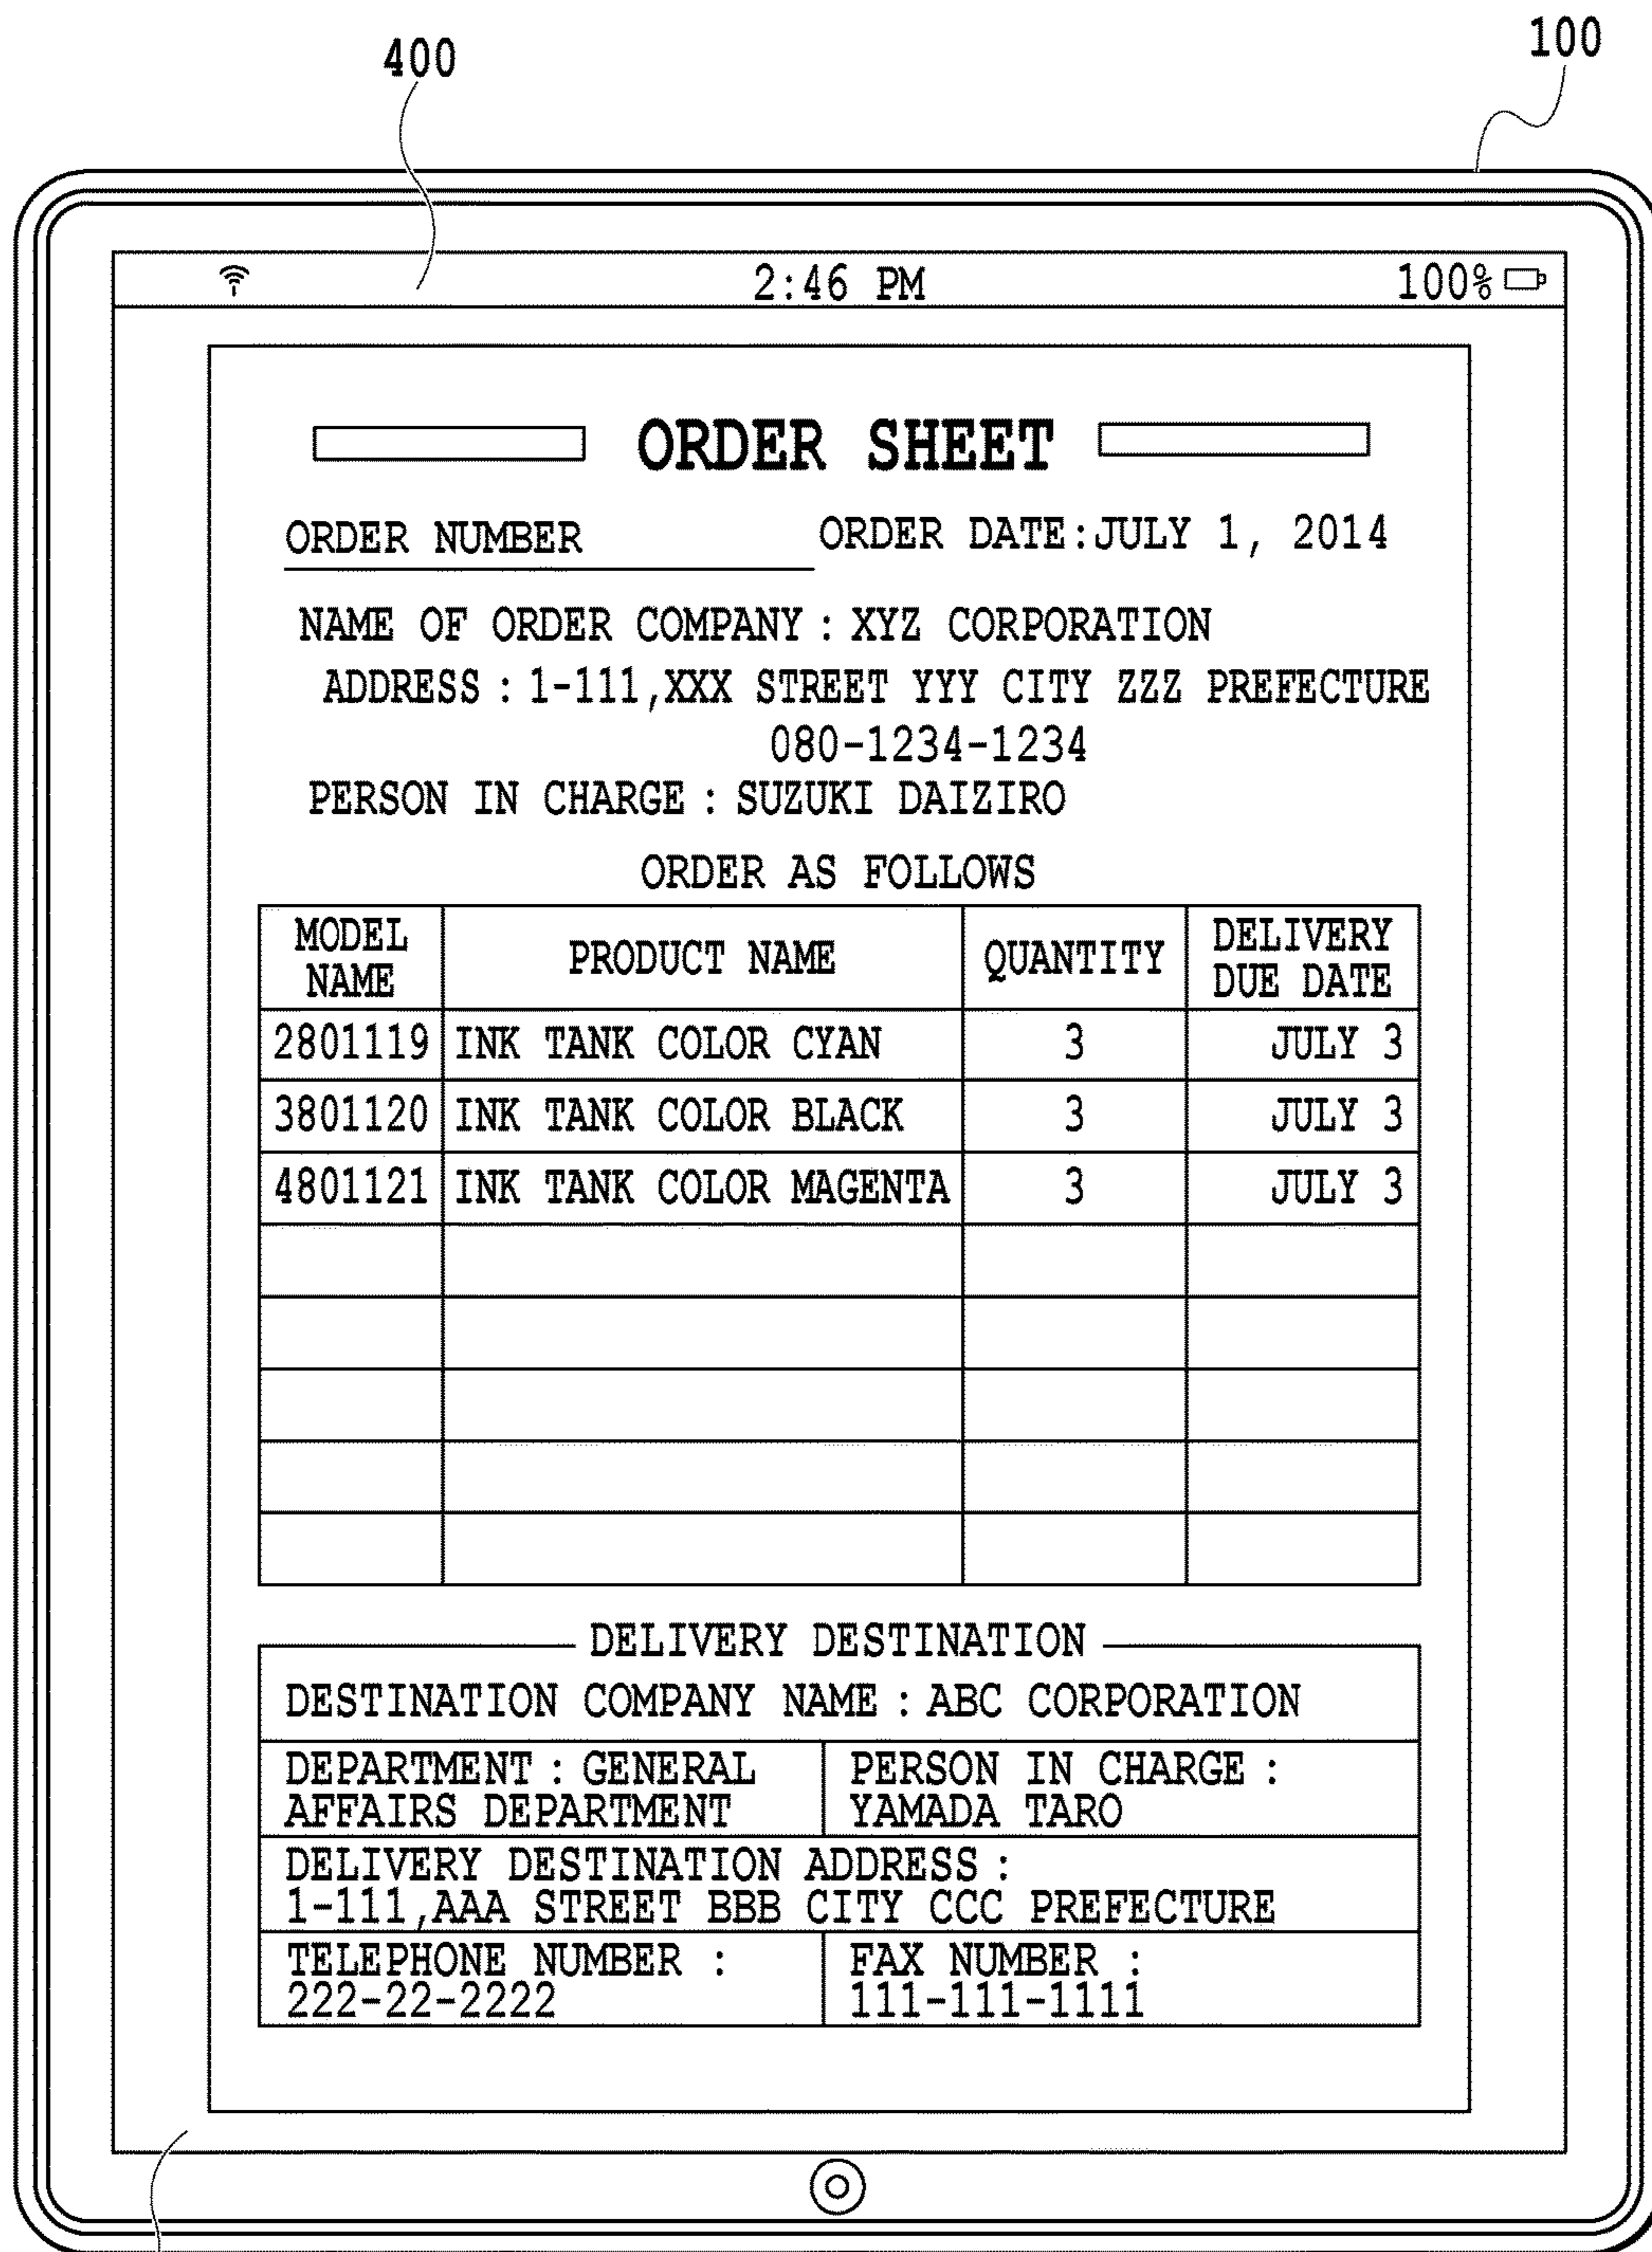 400
100
2:46 PM 100%
ORDER SHEET
ORDER NUMBER ORDER DATE:JULY 1, 2014
NAME OF ORDER COMPANY : XYZ CORPORATION
ADDRESS : 1-111,XXX STREET YYY CITY ZZZ PREFECTURE
080-1234-1234
PERSON IN CHARGE : SUZUKI DAIZIRO
ORDER AS FOLLOWS
MODEL NAME PRODUCT NAME QUANTITY DELIVERY DUE DATE
2801119 INK TANK COLOR CYAN 3 JULY 3
3801120 INK TANK COLOR BLACK 3 JULY 3
4801121 INK TANK COLOR MAGENTA 3 JULY 3
DELIVERY DESTINATION
DESTINATION COMPANY NAME : ABC CORPORATION
DEPARTMENT : GENERAL
AFFAIRS DEPARTMENT
PERSON IN CHARGE :
YAMADA TARO
DELIVERY DESTINATION ADDRESS :
1-111,AAA STREET BBB CITY CCC PREFECTURE
TELEPHONE NUMBER :
222-22-2222
FAX NUMBER :
111-111-1111